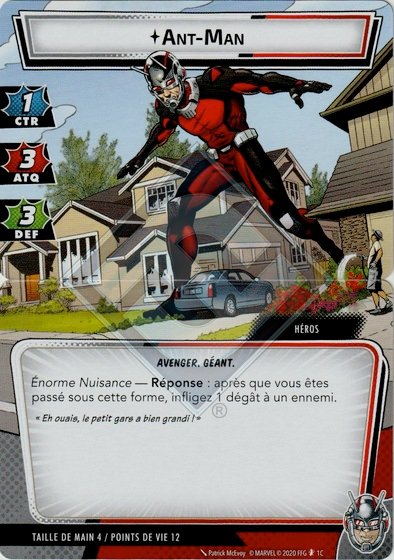 Ant-Man
1
CTR
3
ATQ
3
DEF
HÉROS
AVENGER. GÉANT.
Énorme Nuisance — Réponse : après que vous êtes
passé sous cette forme, infligez 1 dégât à un ennemi.
« Eh ouais, le petit gars a bien grandi ! »
®
TAILLE DE MAIN 4 / POINTS DE VIE 12
Patrick McEvoy © MARVEL © 2020 FFG 1C